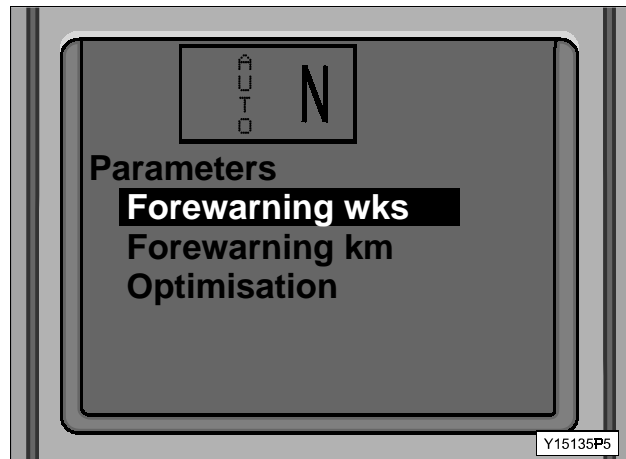 AUTO N
Parameters
Forewarning wks
Forewarning km
Optimisation
Y15135P5